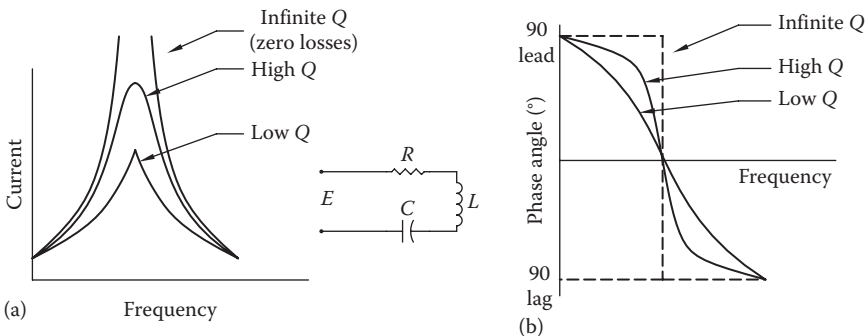 Infinite Q
(zero losses)
High Q
Low Q
Current
Frequency
(a)
R
E
L
C
90
lead
Phase angle (°)
90
lag
Infinite Q
High Q
Low Q
Frequency
(b)